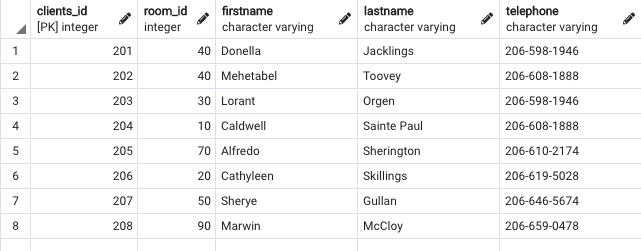 clients_id room_id firstname lastname telephone
[PK] integer integer character varying character varying character varying
1 201 40 Donella Jacklings 206-598-1946
2 202 40 Mehetabel Toovey 206-608-1888
3 203 30 Lorant Orgen 206-598-1946
4 204 10 Caldwell Sainte Paul 206-608-1888
5 205 70 Alfredo Sherington 206-610-2174
6 206 20 Cathyleen Skillings 206-619-5028
7 207 50 Sherye Gullan 206-646-5674
8 208 90 Marwin McCloy 206-659-0478